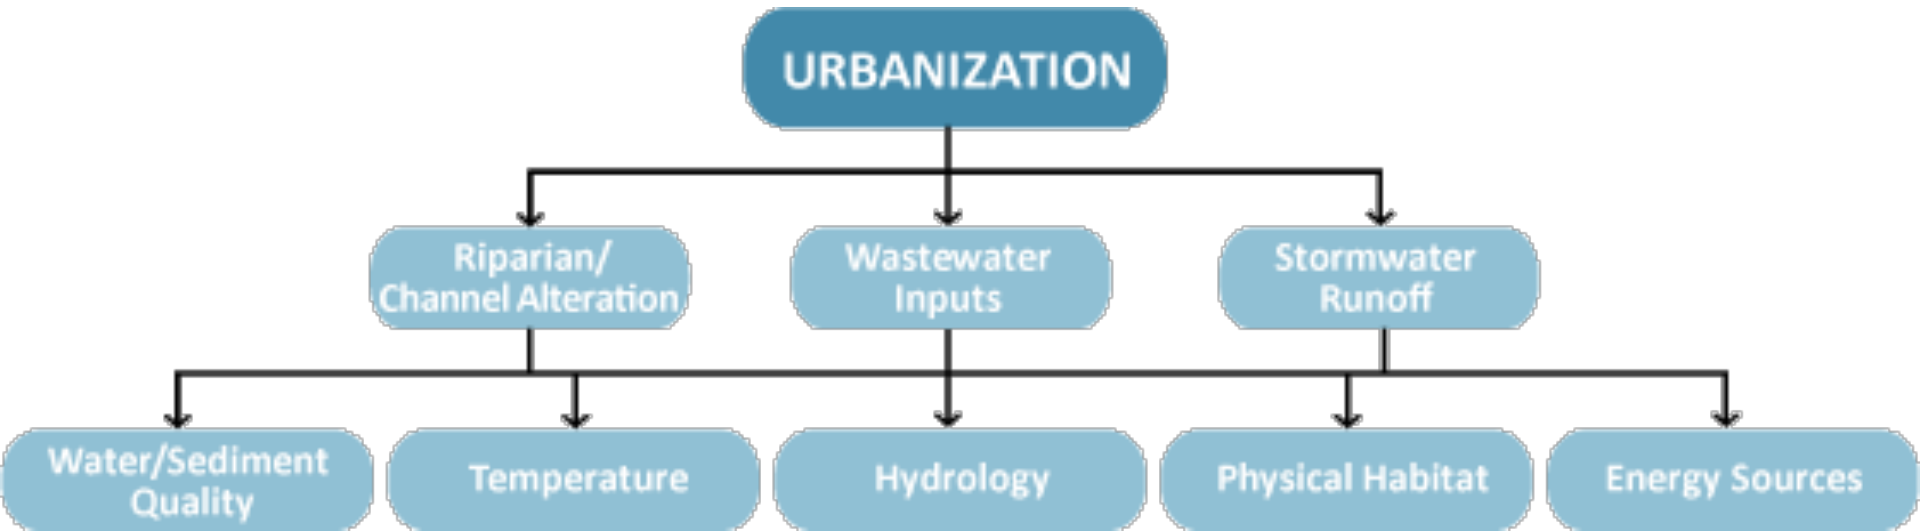 URBANIZATION
Riparian/
Channel Alteration
Wastewater
Inputs
Stormwater
Runoff
Water/Sediment
Quality
Temperature
Hydrology
Physical Habitat
Energy Sources